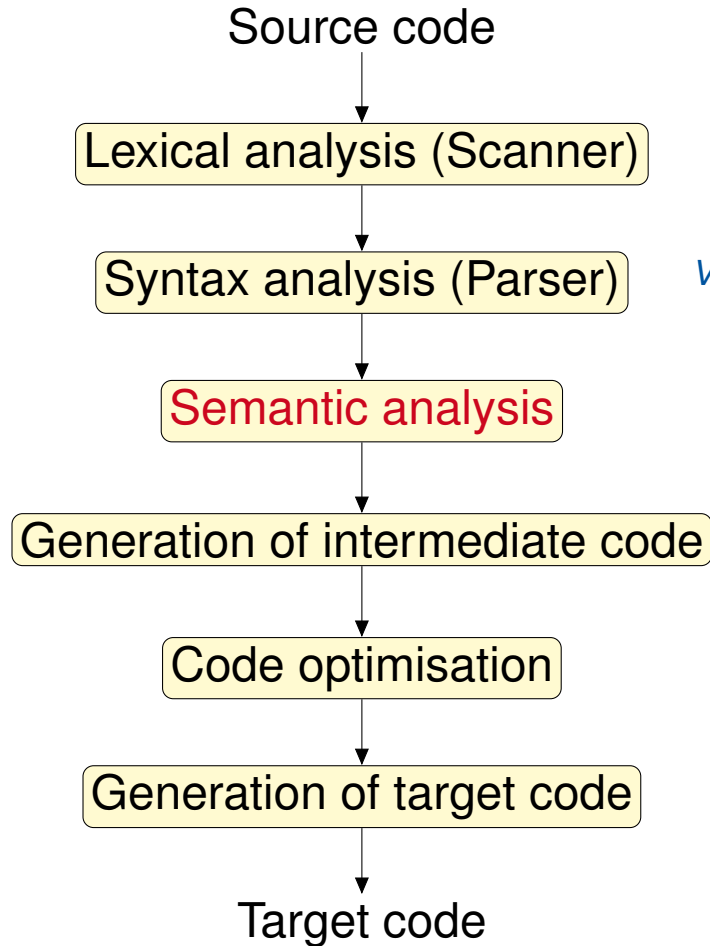 Source code
Lexical analysis (Scanner)
Syntax analysis (Parser)
Semantic analysis
Generation of intermediate code
Code optimisation
Generation of target code
Target code